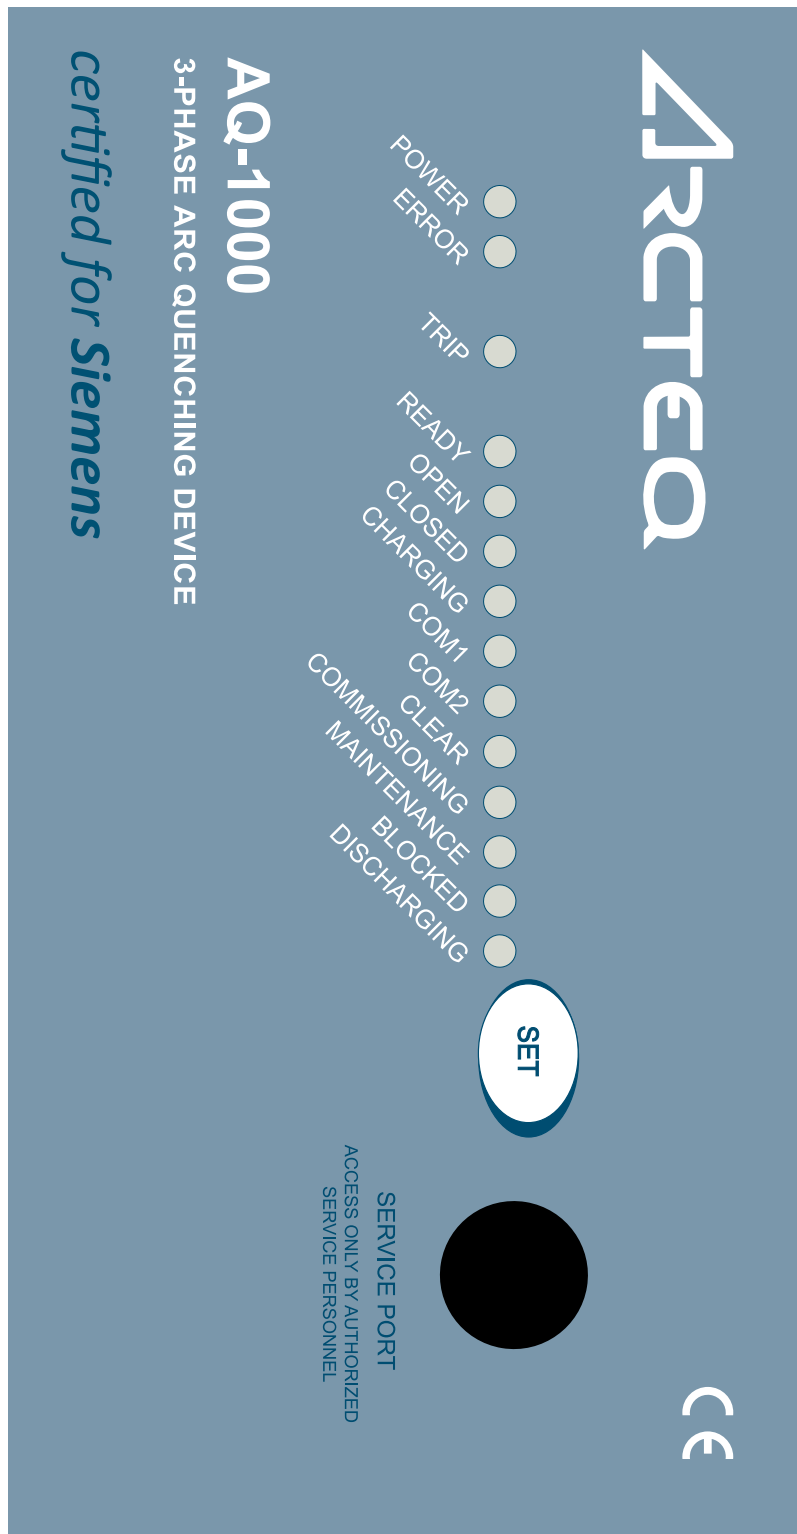 ARCTEQ
POWER
ERROR
TRIP
READY
OPEN
CLOSED
CHARGING
COM1
COM2
CLEAR
COMMISSIONING
MAINTENANCE
BLOCKED
DISCHARGING
SET
SERVICE PORT
ACCESS ONLY BY AUTHORIZED
SERVICE PERSONNEL
AQ-1000
3-PHASE ARC QUENCHING DEVICE
certified for Siemens
CE